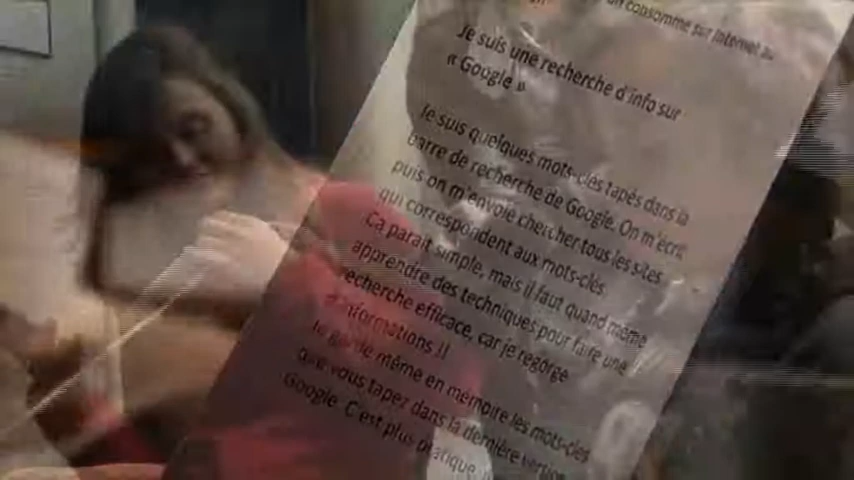 un consomme sur Internet au
Je suis une recherche d'info sur
« Google »
Je suis quelques mots-clés tapés dans la
barre de recherche de Google. On m'écrit
puis on m'envoie chercher tous les sites
qui correspondent aux mots-clés.
Ça parait simple, mais il faut quand même
apprendre des techniques pour faire une
recherche efficace, car je regorge
d'informations !!
Je garde même en mémoire les mots-clés
que vous tapez dans la dernière
Google. C'est plus pratique,